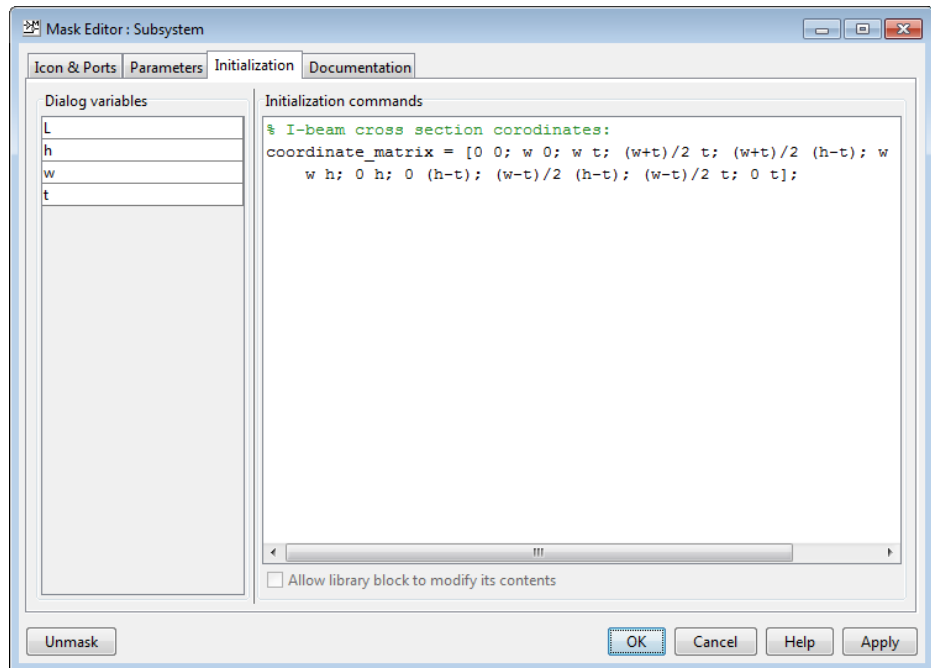 Mask Editor : Subsystem
Icon & Ports Parameters Initialization Documentation
Dialog variables
L
h
w
t
Initialization commands
% I-beam cross section corodinates:
coordinate_matrix = [0 0; w 0; w t; (w+t)/2 t; (w+t)/2 (h-t); w
w h; 0 h; 0 (h-t); (w-t)/2 (h-t); (w-t)/2 t; 0 t];
Allow library block to modify its contents
Unmask OK Cancel Help Apply